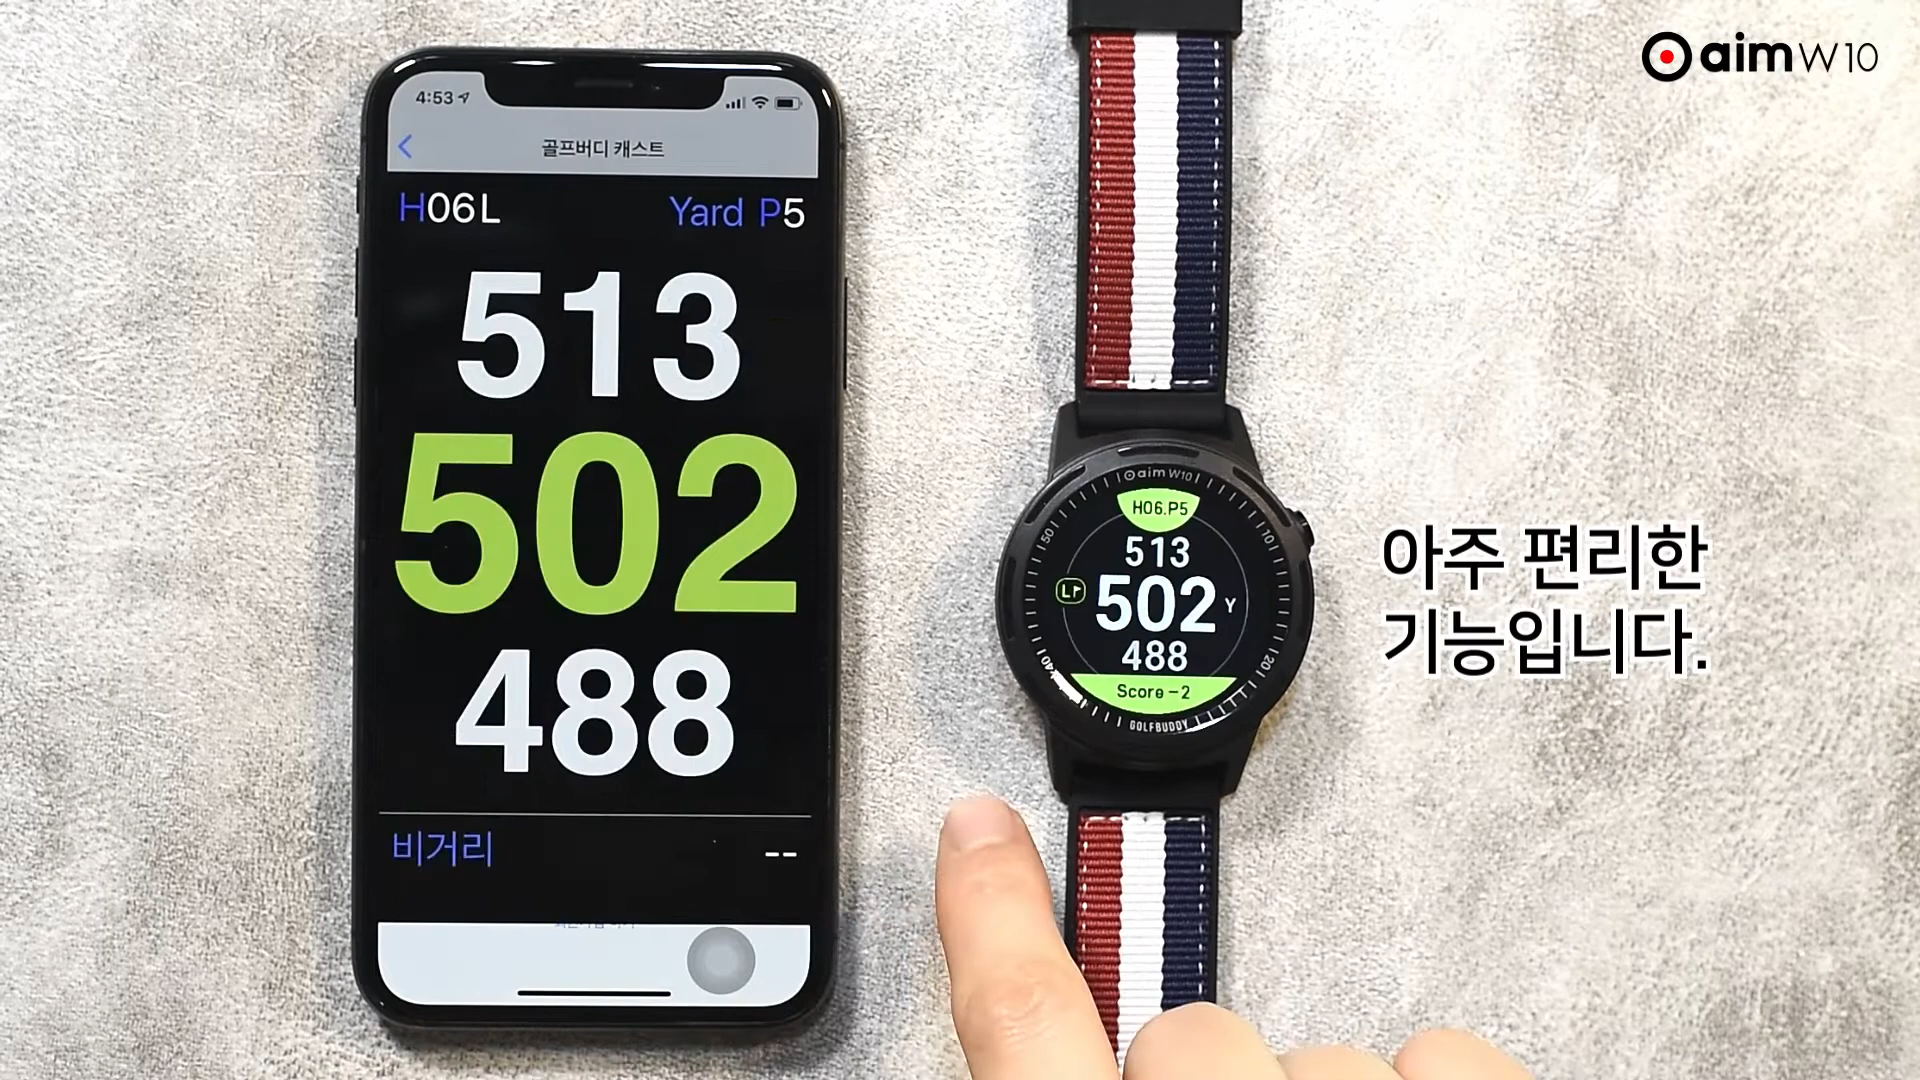 aim W10
4:53
골프버디 캐스트
H06L
Yard P5
513
502
488
비거리
--
aim W10
50
10
H06.P5
513
L
502 Y
488
40
20
Score -2
GOLFBUDDY
아주 편리한
기능입니다.